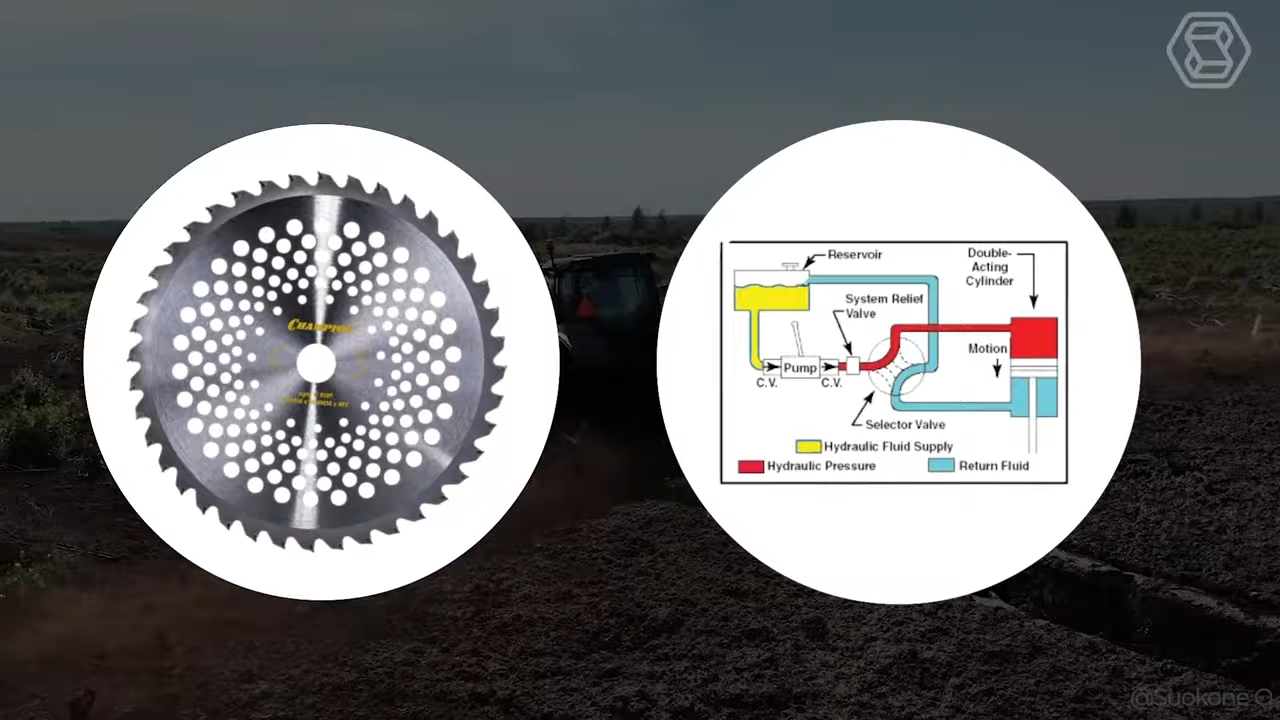 CHAMPION
Reservoir
Double-
Acting
Cylinder
System Relief
Valve
Motion
Pump
C.V.
C.V.
Selector Valve
Hydraulic Fluid Supply
Hydraulic Pressure
Return Fluid
@Suokone O